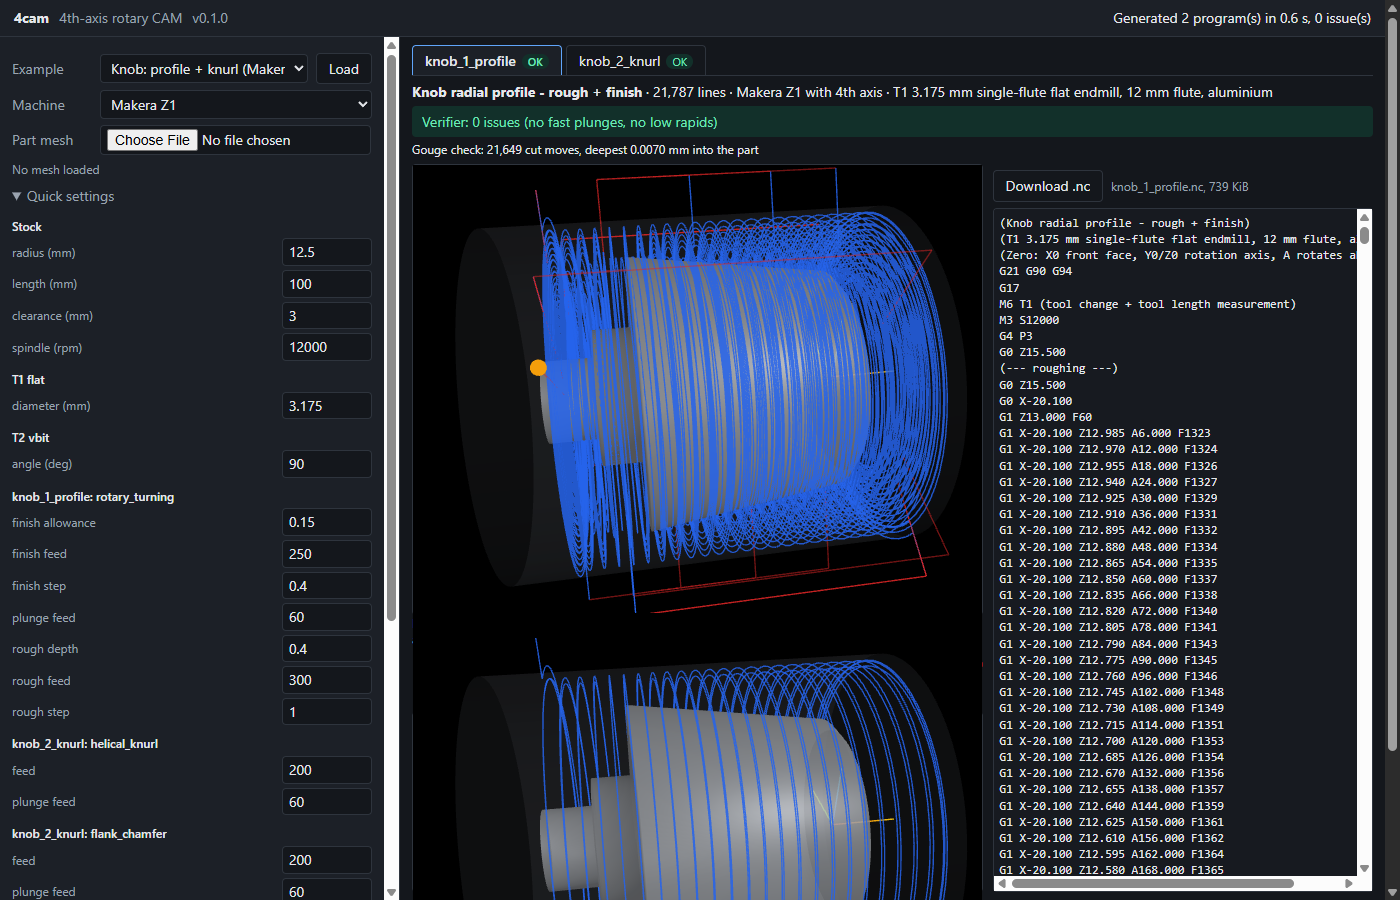 4cam 4th-axis rotary CAM v0.1.0
Generated 2 program(s) in 0.6 s, 0 issue(s)
Example Knob: profile + knurl (Maker Load
Machine Makera Z1
Part mesh Choose File No file chosen
No mesh loaded
▼ Quick settings
Stock
radius (mm) 12.5
length (mm) 100
clearance (mm) 3
spindle (rpm) 12000
T1 flat
diameter (mm) 3.175
T2 vbit
angle (deg) 90
knob_1_profile: rotary_turning
finish allowance 0.15
finish feed 250
finish step 0.4
plunge feed 60
rough depth 0.4
rough feed 300
rough step 1
knob_2_knurl: helical_knurl
feed 200
plunge feed 60
knob_2_knurl: flank_chamfer
feed 200
plunge feed 60
knob_1_profile OK knob_2_knurl OK
Knob radial profile - rough + finish · 21,787 lines · Makera Z1 with 4th axis · T1 3.175 mm single-flute flat endmill, 12 mm flute, aluminium
Verifier: 0 issues (no fast plunges, no low rapids)
Gouge check: 21,649 cut moves, deepest 0.0070 mm into the part
Download .nc knob_1_profile.nc, 739 KiB
(Knob radial profile - rough + finish)
(T1 3.175 mm single-flute flat endmill, 12 mm flute, a
(Zero: X0 front face, Y0/Z0 rotation axis, A rotates a
G21 G90 G94
G17
M6 T1 (tool change + tool length measurement)
M3 S12000
G4 P3
G0 Z15.500
(--- roughing ---)
G0 Z15.500
G0 X-20.100
G1 Z13.000 F60
G1 X-20.100 Z12.985 A6.000 F1323
G1 X-20.100 Z12.970 A12.000 F1324
G1 X-20.100 Z12.955 A18.000 F1326
G1 X-20.100 Z12.940 A24.000 F1327
G1 X-20.100 Z12.925 A30.000 F1329
G1 X-20.100 Z12.910 A36.000 F1331
G1 X-20.100 Z12.895 A42.000 F1332
G1 X-20.100 Z12.880 A48.000 F1334
G1 X-20.100 Z12.865 A54.000 F1335
G1 X-20.100 Z12.850 A60.000 F1337
G1 X-20.100 Z12.835 A66.000 F1338
G1 X-20.100 Z12.820 A72.000 F1340
G1 X-20.100 Z12.805 A78.000 F1341
G1 X-20.100 Z12.790 A84.000 F1343
G1 X-20.100 Z12.775 A90.000 F1345
G1 X-20.100 Z12.760 A96.000 F1346
G1 X-20.100 Z12.745 A102.000 F1348
G1 X-20.100 Z12.730 A108.000 F1349
G1 X-20.100 Z12.715 A114.000 F1351
G1 X-20.100 Z12.700 A120.000 F1353
G1 X-20.100 Z12.685 A126.000 F1354
G1 X-20.100 Z12.670 A132.000 F1356
G1 X-20.100 Z12.655 A138.000 F1357
G1 X-20.100 Z12.640 A144.000 F1359
G1 X-20.100 Z12.625 A150.000 F1361
G1 X-20.100 Z12.610 A156.000 F1362
G1 X-20.100 Z12.595 A162.000 F1364
G1 X-20.100 Z12.580 A168.000 F1365